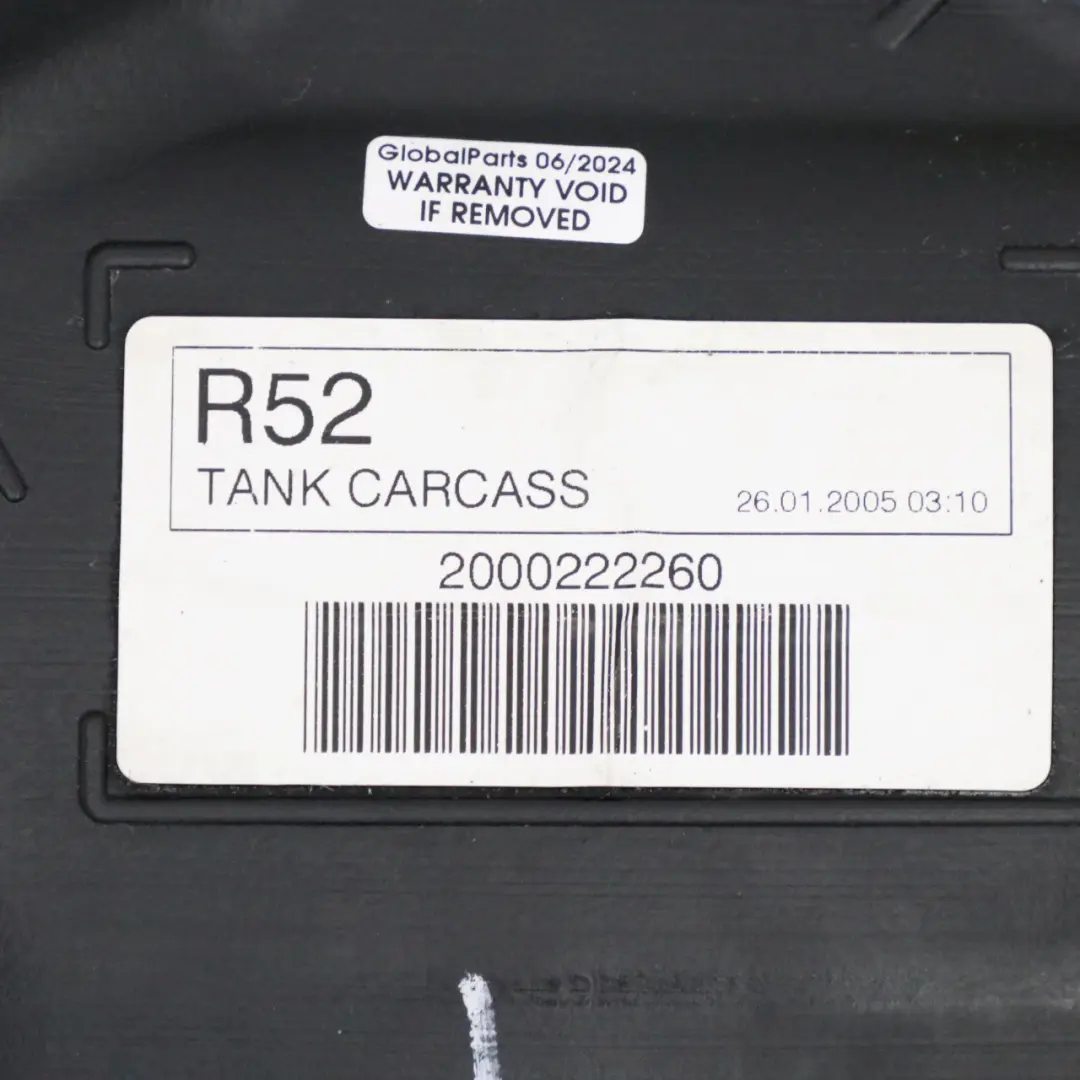 GlobalParts 06/2024
WARRANTY VOID
IF REMOVED
R52
TANK CARCASS
26.01.2005 03:10
2000222260